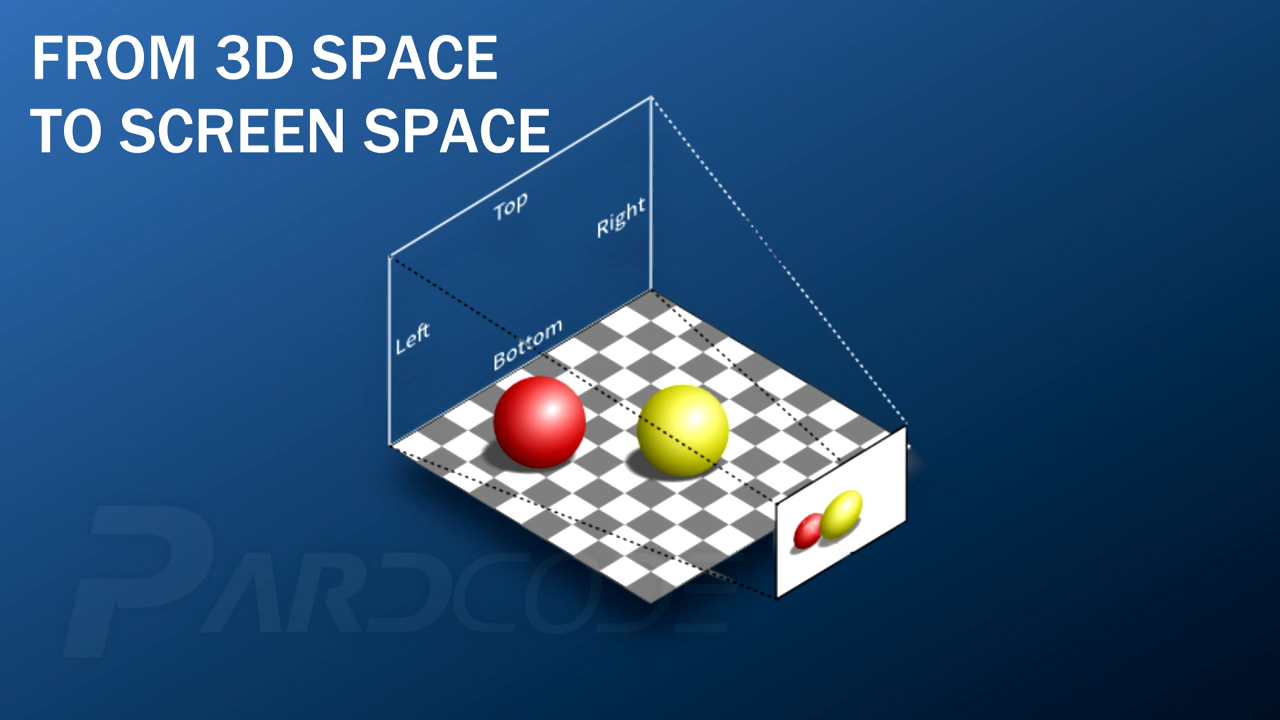 FROM 3D SPACE
TO SCREEN SPACE
Top
Right
Left
Bottom
PARDCODE